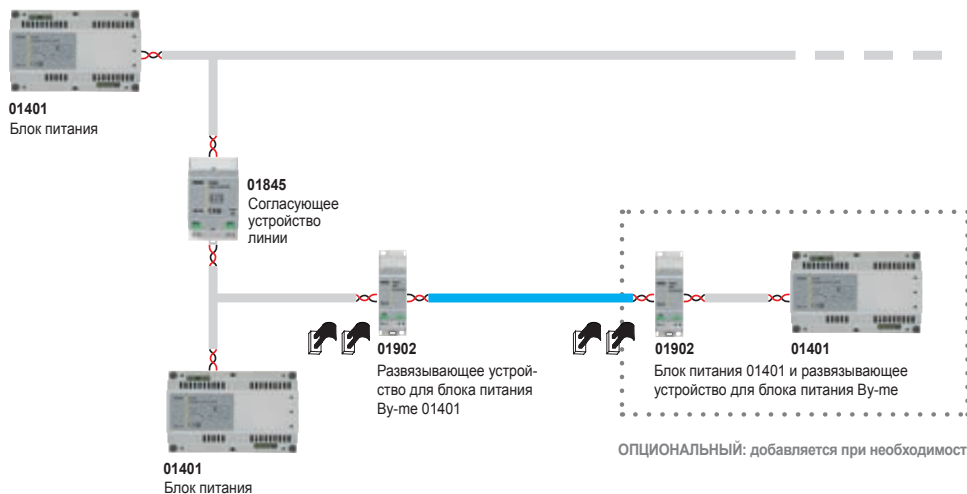 01401
Блок питания
01845
Согласующее
устройство
линии
01902
Развязывающее устрой-
ство для блока питания
By-me 01401
01902
01401
Блок питания 01401 и развязывающее
устройство для блока питания By-me
ОПЦИОНАЛЬНЫЙ: добавляется при необходимост
01401
Блок питания